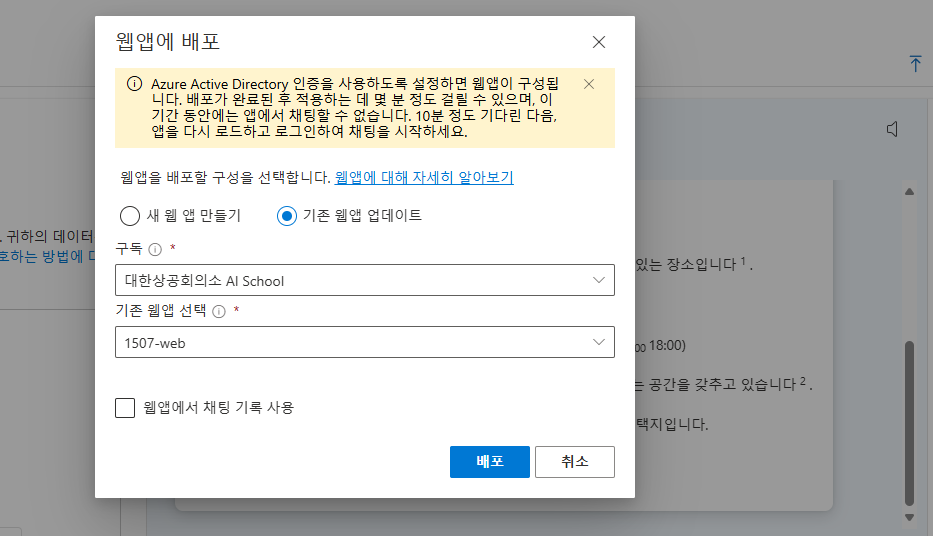 웹앱에 배포
Azure Active Directory 인증을 사용하도록 설정하면 웹앱이 구성됩
니다. 배포가 완료된 후 적용하는 데 몇 분 정도 걸릴 수 있으며, 이
기간 동안에는 앱에서 채팅할 수 없습니다. 10분 정도 기다린 다음,
앱을 다시 로드하고 로그인하여 채팅을 시작하세요.
웹앱을 배포할 구성을 선택합니다. 웹앱에 대해 자세히 알아보기
새 웹 앱 만들기 기존 웹앱 업데이트
구독 *
대한상공회의소 AI School
기존 웹앱 선택 *
1507-web
웹앱에서 채팅 기록 사용
배포 취소
. 귀하의 데이터
호하는 방법에 
있는 장소입니다 1 .
00 18:00)
는 공간을 갖추고 있습니다 2 .
택지입니다.